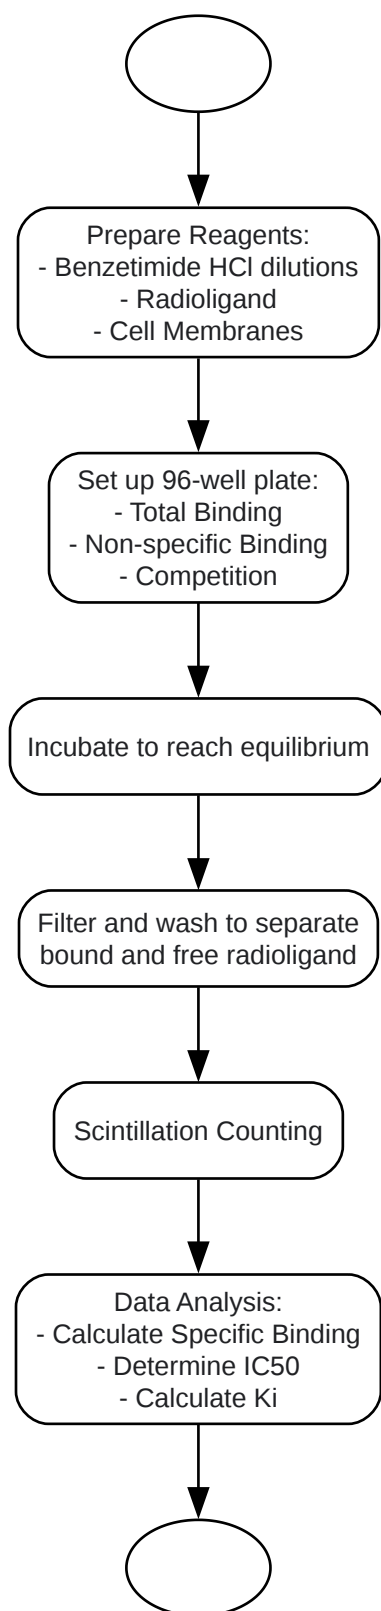 Prepare Reagents:
- Benzetimide HCl dilutions
- Radioligand
- Cell Membranes
Set up 96-well plate:
- Total Binding
- Non-specific Binding
- Competition
Incubate to reach equilibrium
Filter and wash to separate
bound and free radioligand
Scintillation Counting
Data Analysis:
- Calculate Specific Binding
- Determine IC50
- Calculate Ki